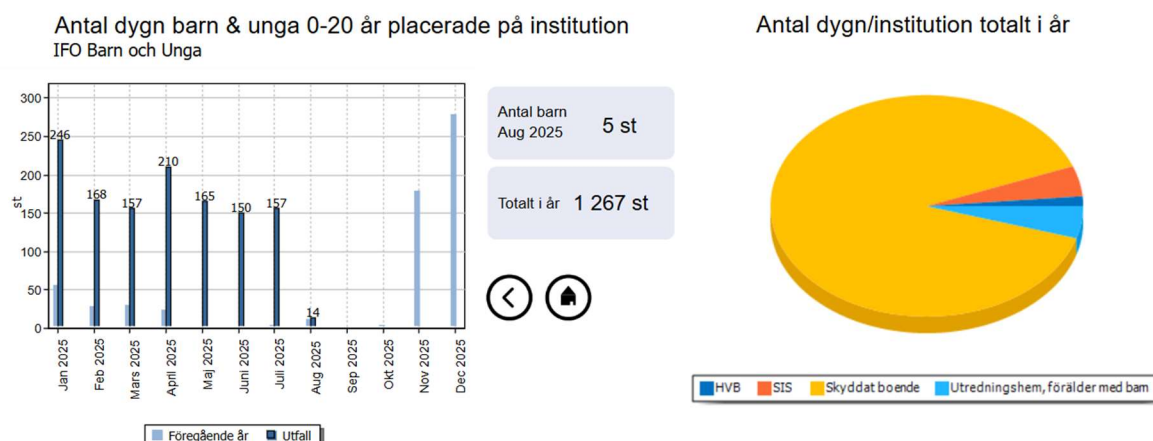 Antal dygn barn & unga 0-20 år placerade på institution
IFO Barn och Unga
300
250
200
150
100
50
0
st
246
168
157
210
165
150
157
14
Jan 2025
Feb 2025
Mars 2025
April 2025
Maj 2025
Juni 2025
Juli 2025
Aug 2025
Sep 2025
Okt 2025
Nov 2025
Dec 2025
Föregående år
Utfall
Antal barn
Aug 2025
5 st
Totalt i år
1 267 st
Antal dygn/institution totalt i år
HVB
SIS
Skyddat boende
Utredningshem, förälder med barn